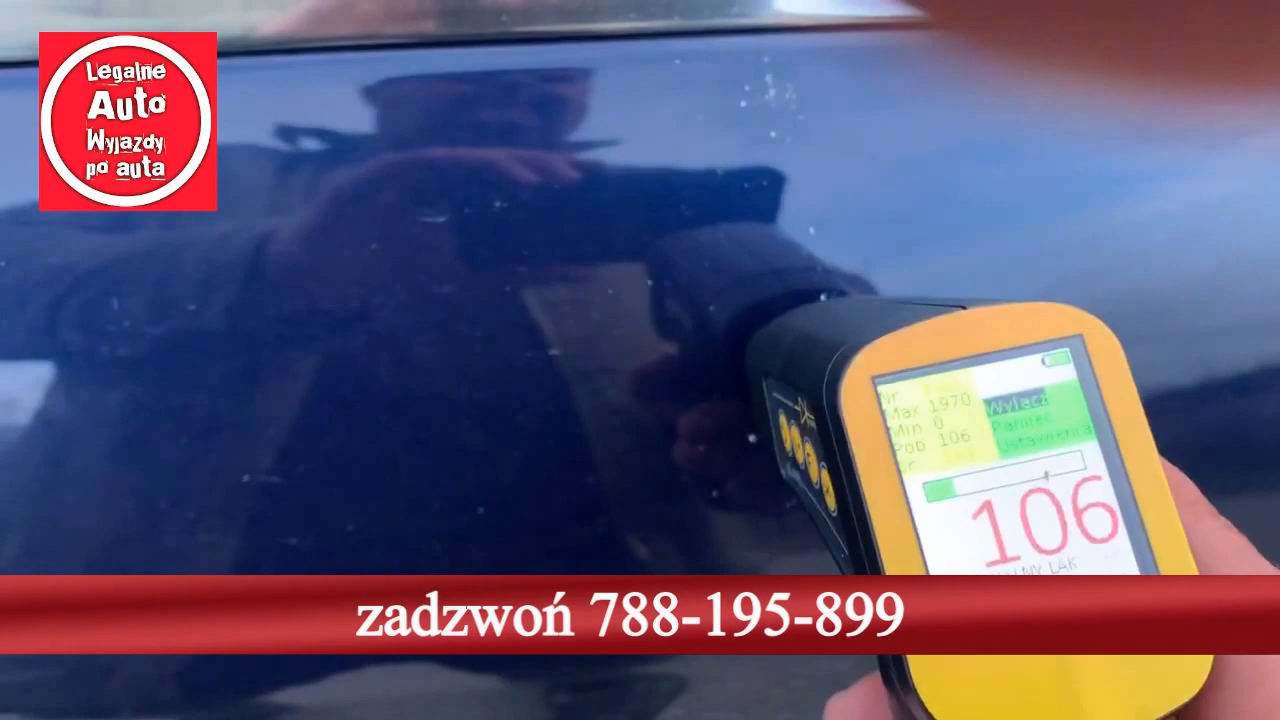 Legalne
Auto
Wyjazdy
po auta
Max 1970
Min 0
Pop 106
Wyłącz
Pamięć
Ustawienia
106
zadzwoń 788-195-899